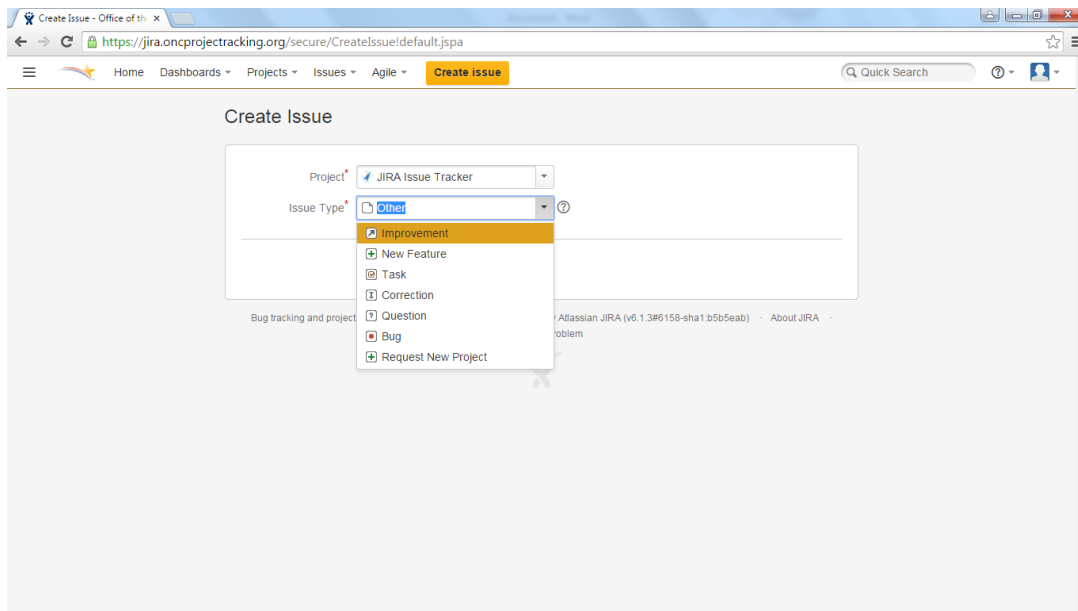 Create Issue - Office of th
https://jira.oncprojectracking.org/secure/CreateIssue!default.jspa
Home Dashboards Projects Issues Agile Create issue Quick Search
Create Issue
Project* JIRA Issue Tracker
Issue Type* Other
Improvement
New Feature
Task
Correction
Question
Bug
Request New Project
Bug tracking and project Atlassian JIRA (v6.1.3#6158-sha1:b5b5eab) · About JIRA ·
roblem